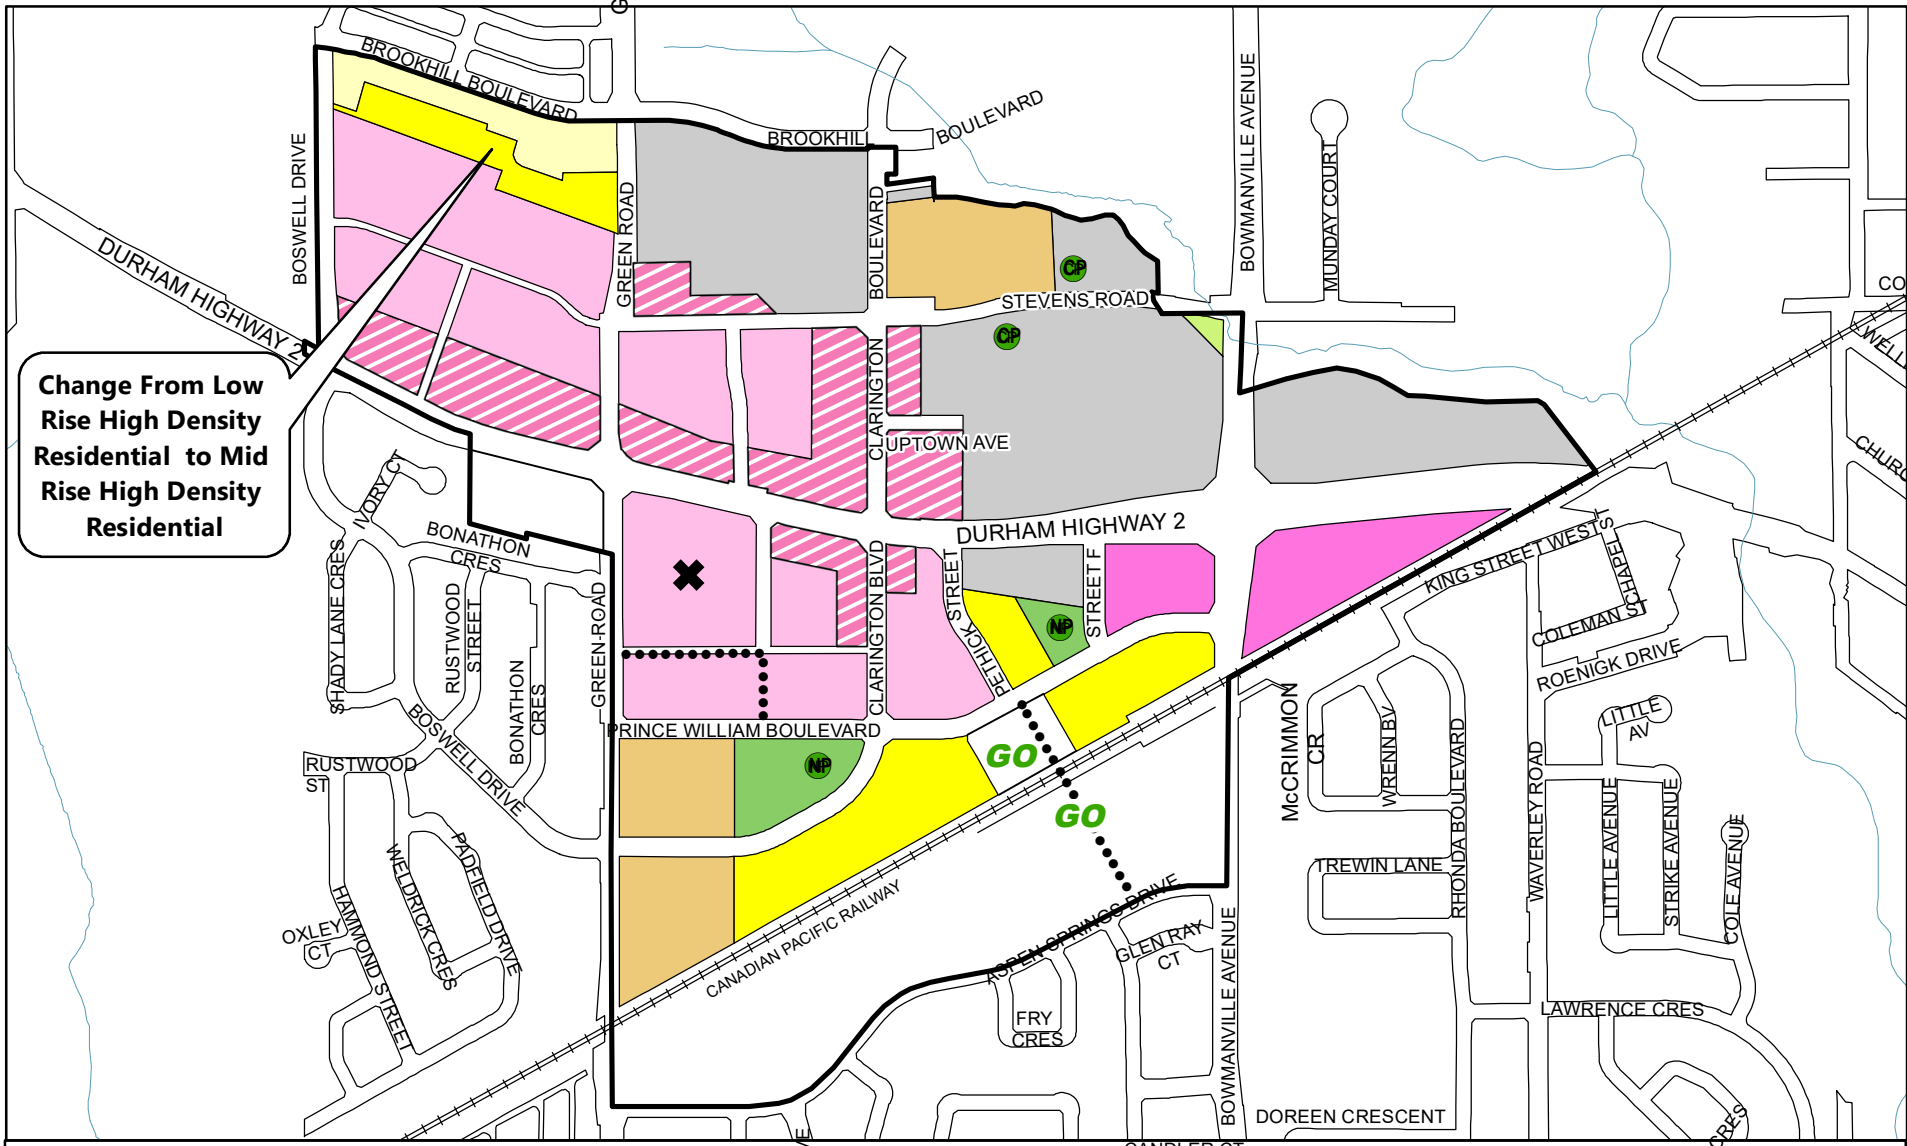 BROOKHILL BOULEVARD
BROOKHILL
BOULEVARD
BOWMANVILLE AVENUE
MUNDAY COURT
BOSWELL DRIVE
GREEN ROAD
BOULEVARD
CLARINGTON
DURHAM HIGHWAY 2
CP
STEVENS ROAD
CP
Change From Low
Rise High Density
Residential to Mid
Rise High Density
Residential
UPTOWN AVE
DURHAM HIGHWAY 2
IVORY CT
BONATHON
CRES
SHADY LANE CRES
RUSTWOOD
STREET
BONATHON
CRES
GREEN ROAD
CLARINGTON BLVD
PETHICK STREET
STREET F
NP
KING STREET WEST
CHAPEL ST
COLEMAN ST
ROENIGK DRIVE
PRINCE WILLIAM BOULEVARD
NP
GO
GO
BOSWELL DRIVE
RUSTWOOD
ST
McCRIMMON
CR
WRENN BV
RHONDA BOULEVARD
WAVERLEY ROAD
LITTLE
AV
LITTLE AVENUE
STRIKE AVENUE
COLE AVENUE
TREWIN LANE
PADFIELD DRIVE
WELDRICK CRES
HAMMOND STREET
OXLEY
CT
CANADIAN PACIFIC RAILWAY
ASPEN SPRINGS DRIVE
GLEN RAY
CT
BOWMANVILLE AVENUE
FRY
CRES
LAWRENCE CRES
DOREEN CRESCENT
CRES
CO